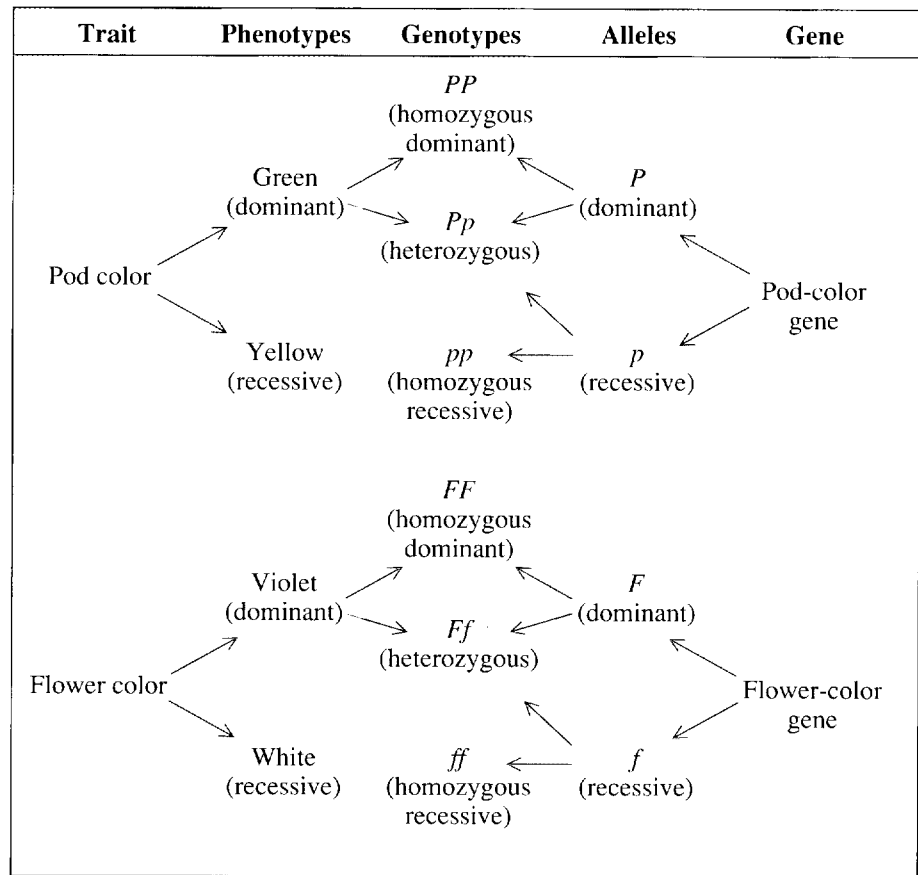 Trait Phenotypes Genotypes Alleles Gene
PP
(homozygous
dominant)
Green
(dominant)
P
(dominant)
Pp
(heterozygous)
Pod color
Pod-color
gene
Yellow
(recessive)
pp
(homozygous
recessive)
p
(recessive)
FF
(homozygous
dominant)
Violet
(dominant)
F
(dominant)
Ff
(heterozygous)
Flower color
Flower-color
gene
White
(recessive)
ff
(homozygous
recessive)
f
(recessive)